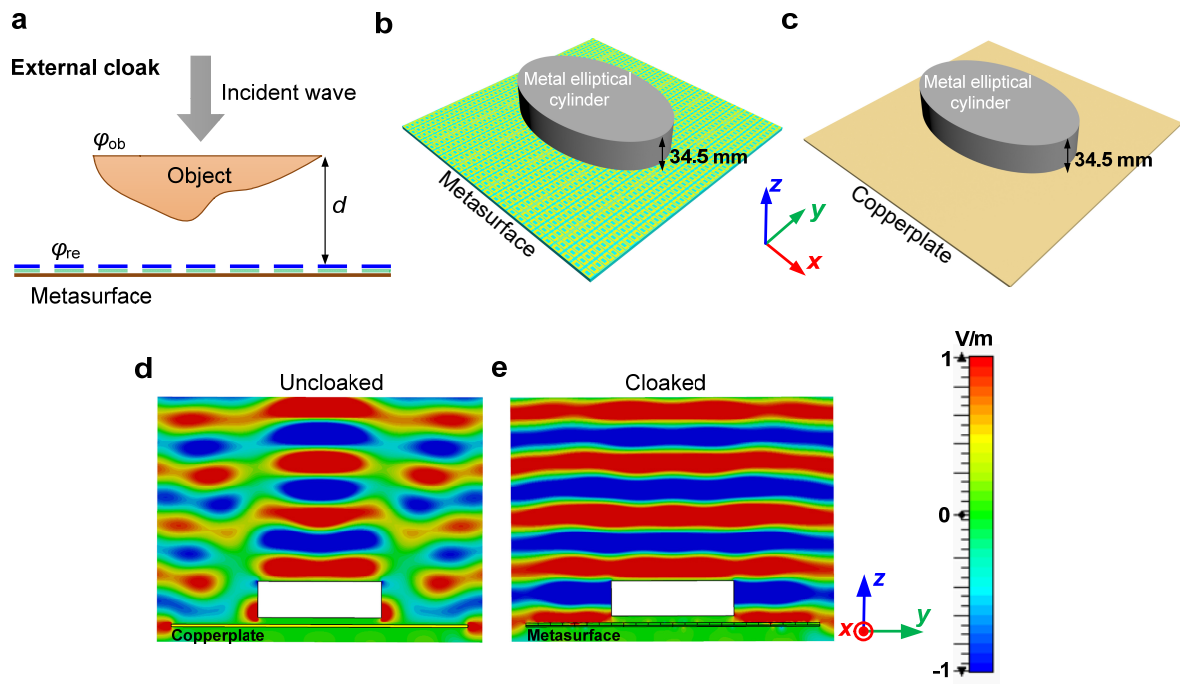 a
External cloak
Incident wave
φob
Object
d
φre
Metasurface
b
Metal elliptical
cylinder
34.5 mm
Metasurface
z
y
x
c
Metal elliptical
cylinder
34.5 mm
Copperplate
d
Uncloaked
Copperplate
e
Cloaked
Metasurface
z
x
y
V/m
1
0
-1